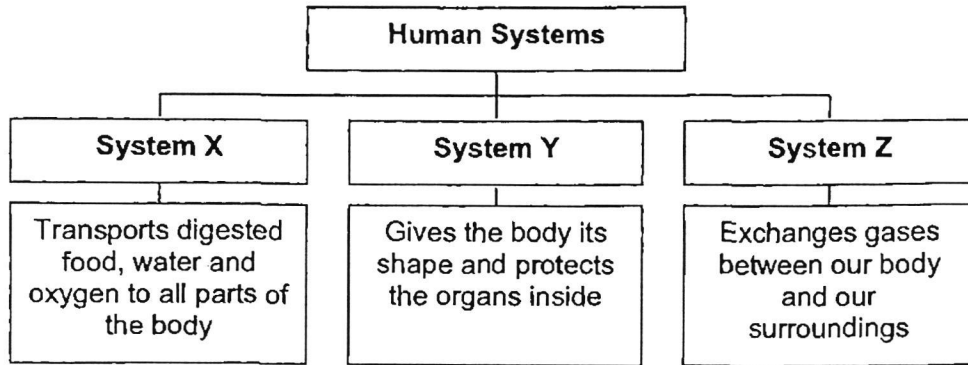 Human Systems
System X
System Y
System Z
Transports digested
food, water and
oxygen to all parts of
the body
Gives the body its
shape and protects
the organs inside
Exchanges gases
between our body
and our
surroundings